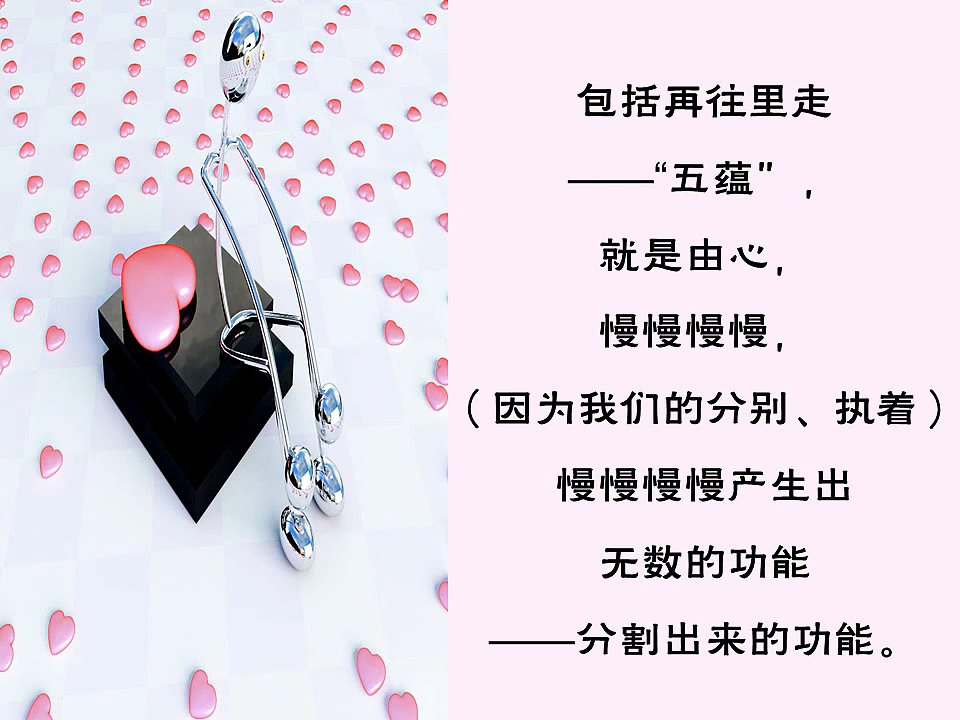 包括再往里走
——“五蕴”，
就是由心，
慢慢慢慢，
（因为我们的分别、执着）
慢慢慢慢产生出
无数的功能
——分割出来的功能。